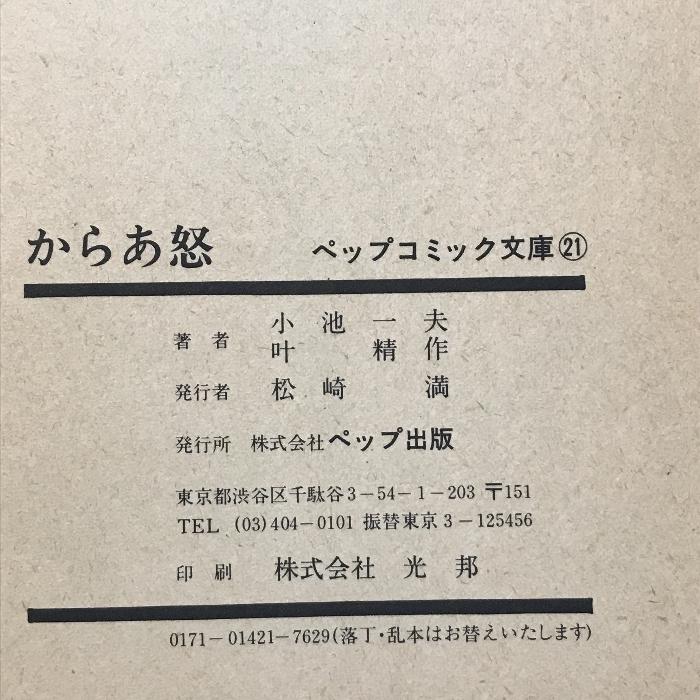 からあ怒 ペップコミック文庫㉑
著者 小池一夫
叶精作
発行者 松崎満
発行所 株式会社ペップ出版
東京都渋谷区千駄谷3-54-1-203 〒151
TEL (03)404-0101 振替東京3-125456
印刷 株式会社 光邦
0171-01421-7629(落丁・乱本はお替えいたします)